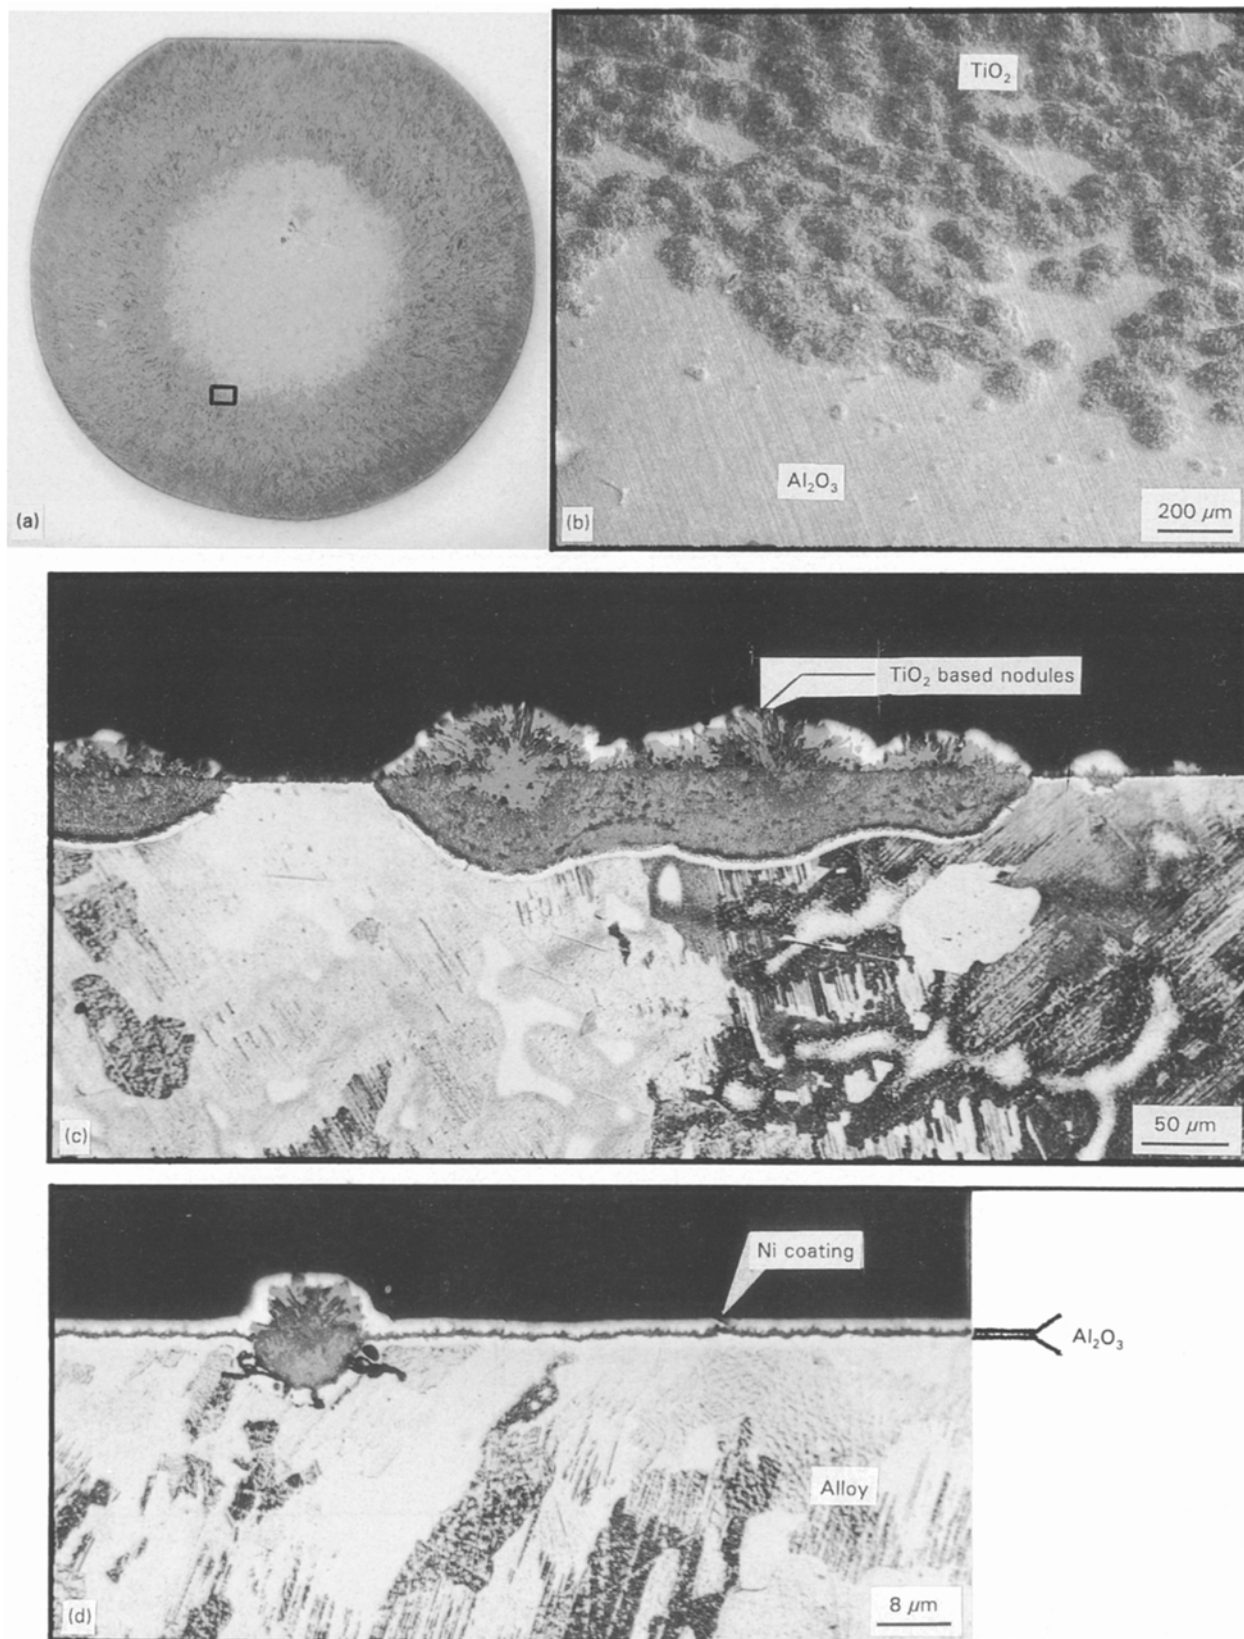 (a)
TiO₂
Al₂O₃
(b)
200 μm
TiO₂ based nodules
(c)
50 μm
Ni coating
Al₂O₃
Alloy
(d)
8 μm